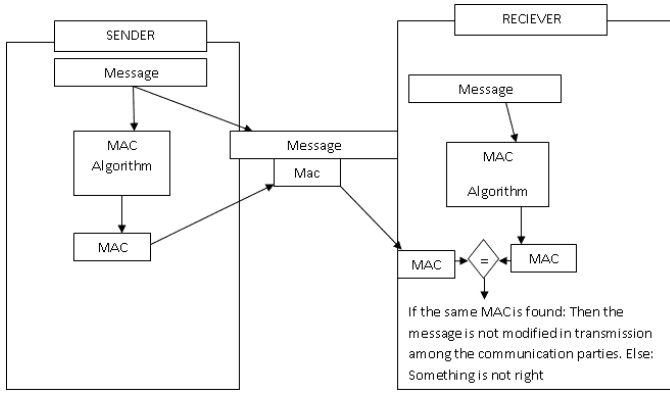 SENDER
Message
MAC
Algorithm
MAC
Message
Mac
RECIEVER
Message
MAC
Algorithm
MAC
=
MAC
If the same MAC is found: Then the
message is not modified in transmission
among the communication parties. Else:
Something is not right